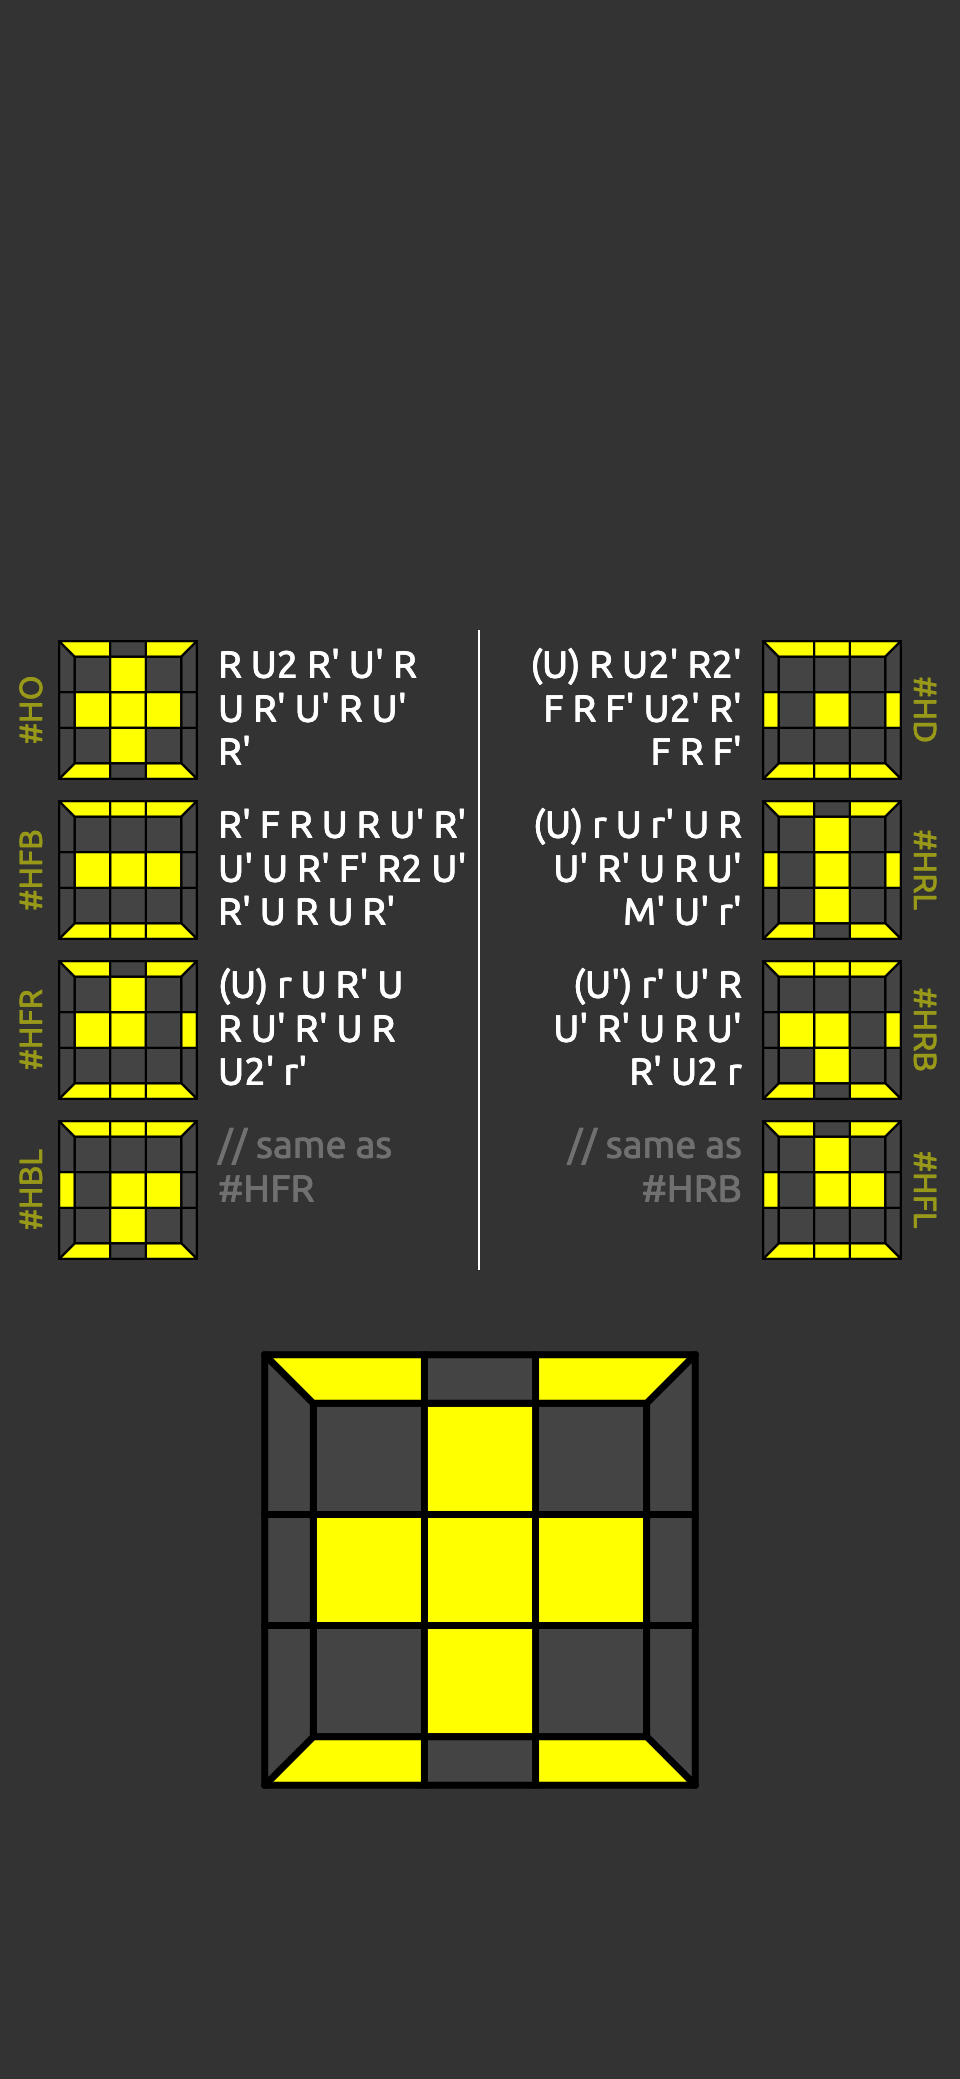 #HO
R U2 R' U' R
U R' U' R U'
R'
(U) R U2' R2'
F R F' U2' R'
F R F'
#HD
#HFB
R' F R U R U' R'
U' U R' F' R2 U'
R' U R U R'
(U) r U r' U R
U' R' U R U'
M' U' r'
#HRL
#HFR
(U) r U R' U
R U' R' U R
U2' r'
(U') r' U' R
U' R' U R U'
R' U2 r
#HRB
#HBL
// same as
#HFR
// same as
#HRB
#HFL